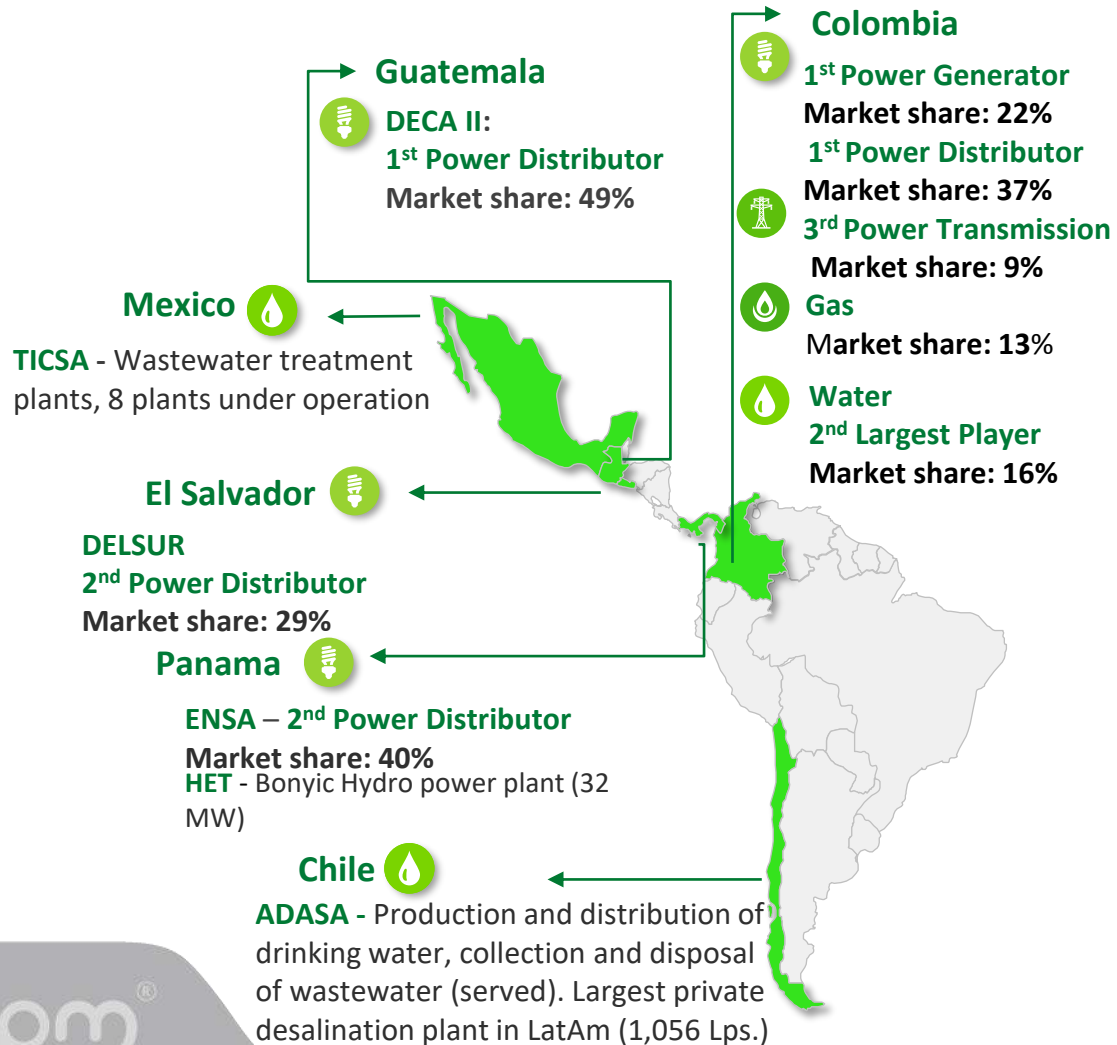 Guatemala
DECA II:
1st Power Distributor
Market share: 49%
Colombia
1st Power Generator
Market share: 22%
1st Power Distributor
Market share: 37%
3rd Power Transmission
Market share: 9%
Gas
Market share: 13%
Water
2nd Largest Player
Market share: 16%
Mexico
TICSA - Wastewater treatment
plants, 8 plants under operation
El Salvador
DELSUR
2nd Power Distributor
Market share: 29%
Panama
ENSA – 2nd Power Distributor
Market share: 40%
HET - Bonyic Hydro power plant (32
MW)
Chile
ADASA - Production and distribution of
drinking water, collection and disposal
of wastewater (served). Largest private
desalination plant in LatAm (1,056 Lps.)